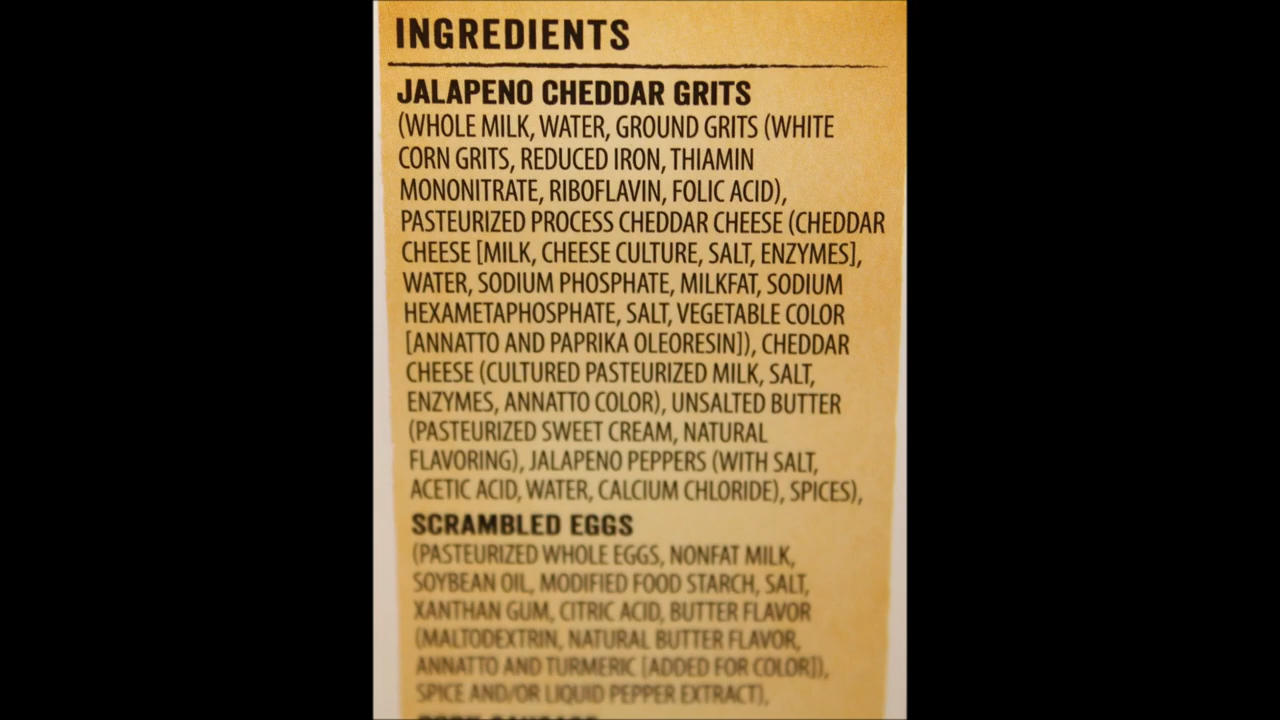 INGREDIENTS
JALAPENO CHEDDAR GRITS
(WHOLE MILK, WATER, GROUND GRITS (WHITE
CORN GRITS, REDUCED IRON, THIAMIN
MONONITRATE, RIBOFLAVIN, FOLIC ACID),
PASTEURIZED PROCESS CHEDDAR CHEESE (CHEDDAR
CHEESE [MILK, CHEESE CULTURE, SALT, ENZYMES],
WATER, SODIUM PHOSPHATE, MILKFAT, SODIUM
HEXAMETAPHOSPHATE, SALT, VEGETABLE COLOR
[ANNATTO AND PAPRIKA OLEORESIN]), CHEDDAR
CHEESE (CULTURED PASTEURIZED MILK, SALT,
ENZYMES, ANNATTO COLOR), UNSALTED BUTTER
(PASTEURIZED SWEET CREAM, NATURAL
FLAVORING), JALAPENO PEPPERS (WITH SALT,
ACETIC ACID, WATER, CALCIUM CHLORIDE), SPICES),
SCRAMBLED EGGS
(PASTEURIZED WHOLE EGGS, NONFAT MILK,
SOYBEAN OIL, MODIFIED FOOD STARCH, SALT,
XANTHAN GUM, CITRIC ACID, BUTTER FLAVOR
(MALTODEXTRIN, NATURAL BUTTER FLAVOR,
ANNATTO AND TURMERIC [ADDED FOR COLOR]),
SPICE AND/OR LIQUID PEPPER EXTRACT),